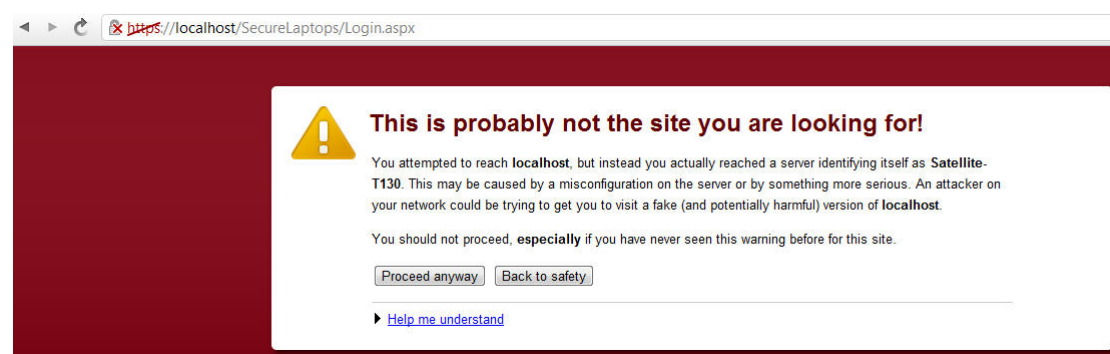 https://localhost/SecureLaptops/Login.aspx
This is probably not the site you are looking for!
You attempted to reach localhost, but instead you actually reached a server identifying itself as Satellite-
T130. This may be caused by a misconfiguration on the server or by something more serious. An attacker on
your network could be trying to get you to visit a fake (and potentially harmful) version of localhost.
You should not proceed, especially if you have never seen this warning before for this site.
Proceed anyway Back to safety
Help me understand